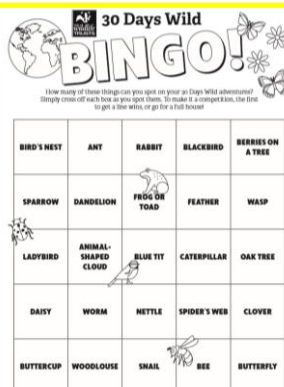 30 Days Wild
BINGO!
How many of these things can you spot on your 30 Days Wild adventures?
Simply cross off each box as you spot them. To make it a competition, the first
to get a line wins, or go for a full house!
BIRD'S NEST ANT RABBIT BLACKBIRD BERRIES ON A TREE
SPARROW DANDELION FROG OR TOAD FEATHER WASP
LADYBIRD ANIMAL-SHAPED CLOUD BLUE TIT CATERPILLAR OAK TREE
DAISY WORM NETTLE SPIDER'S WEB CLOVER
BUTTERCUP WOODLOUSE SNAIL BEE BUTTERFLY